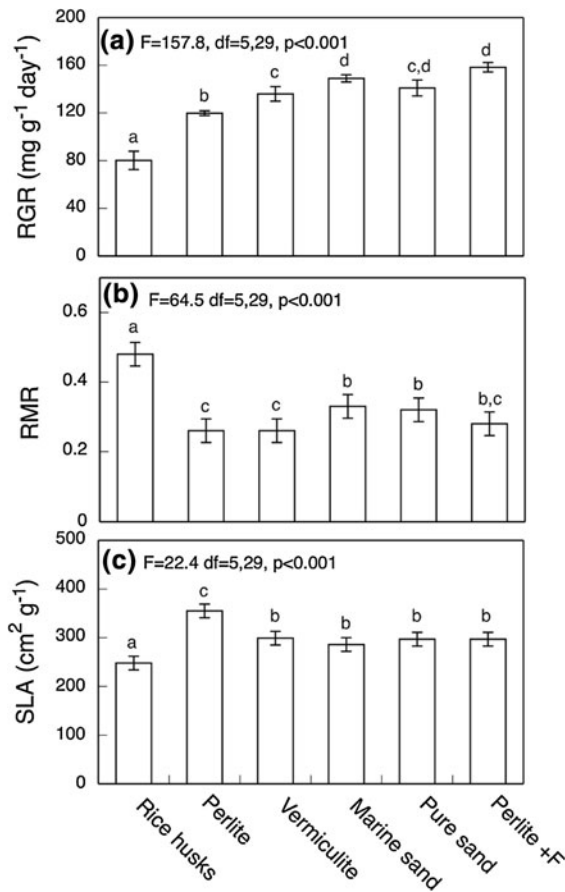 (a) F=157.8, df=5,29, p<0.001
RGR (mg g⁻¹ day⁻¹)
200
160
120
80
40
0
a
b
c
d
c,d
d
(b) F=64.5 df=5,29, p<0.001
RMR
0.6
0.4
0.2
0
a
c
c
b
b
b,c
(c) F=22.4 df=5,29, p<0.001
SLA (cm² g⁻¹)
500
400
300
200
100
0
a
c
b
b
b
b
Rice husks
Perlite
Vermiculite
Marine sand
Pure sand
Perlite +F